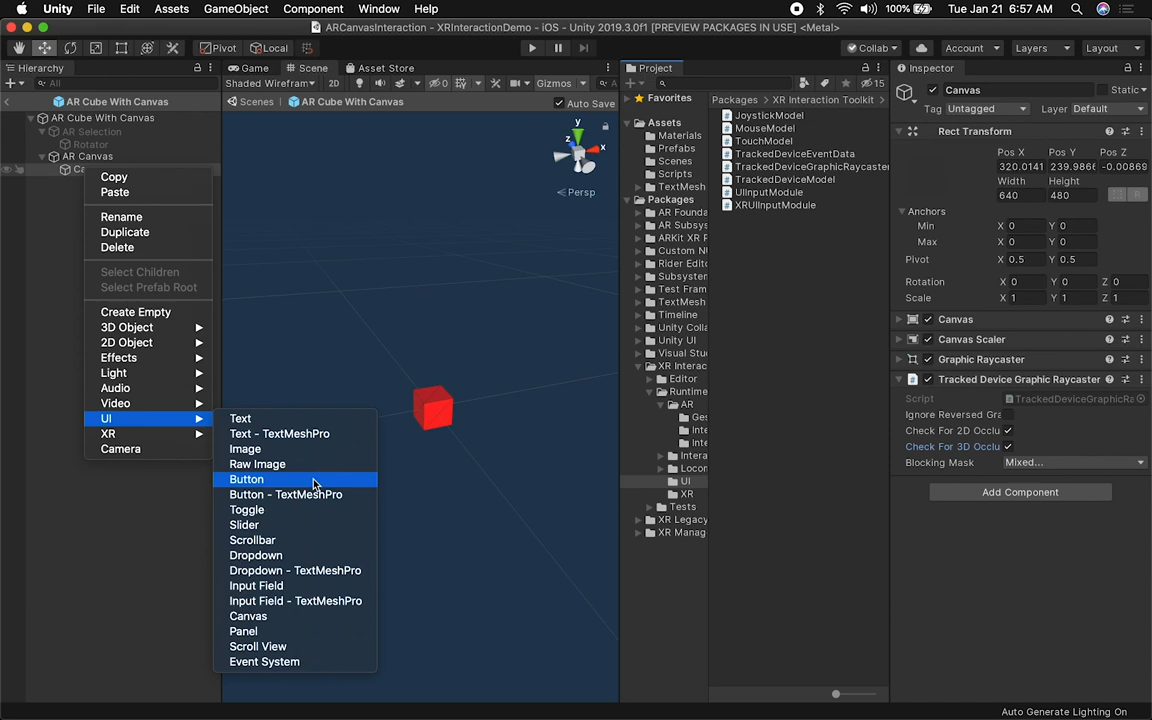 Unity File Edit Assets GameObject Component Window Help 100% Tue Jan 21 6:57 AM
ARCanvasInteraction - XRInteractionDemo - iOS - Unity 2019.3.0f1 [PREVIEW PACKAGES IN USE] <Metal>
Pivot Local Collab Account Layers Layout
Hierarchy Game Scene Asset Store Project Inspector
All Shaded Wireframe 2D 0 Gizmos A 15
AR Cube With Canvas Scenes AR Cube With Canvas Auto Save
AR Cube With Canvas
AR Selection
Rotator
AR Canvas
Ca
Copy
Paste
Rename
Duplicate
Delete
Select Children
Select Prefab Root
Create Empty
3D Object
2D Object
Effects
Light
Audio
Video
UI
XR
Camera
Text
Text - TextMeshPro
Image
Raw Image
Button
Button - TextMeshPro
Toggle
Slider
Scrollbar
Dropdown
Dropdown - TextMeshPro
Input Field
Input Field - TextMeshPro
Canvas
Panel
Scroll View
Event System
y
z x
Persp
Favorites
Assets
Materials
Prefabs
Scenes
Scripts
TextMesh
Packages
AR Founda
AR Subsys
ARKit XR F
Custom NU
Rider Edito
Subsystem
Test Fram
TextMesh
Timeline
Unity Colla
Unity UI
Visual Stu
XR Interac
Editor
Runtime
AR
Ges
Inte
Inte
Intera
Locon
UI
XR
Tests
XR Legacy
XR Manag
Packages > XR Interaction Toolkit >
JoystickModel
MouseModel
TouchModel
TrackedDeviceEventData
TrackedDeviceGraphicRaycaster
TrackedDeviceModel
UIInputModule
XRUIInputModule
Canvas Static
Tag Untagged Layer Default
Rect Transform
Pos X Pos Y Pos Z
320.0141 239.986 -0.00869
Width Height
640 480 R
Anchors
Min X 0 Y 0
Max X 0 Y 0
Pivot X 0.5 Y 0.5
Rotation X 0 Y 0 Z 0
Scale X 1 Y 1 Z 1
Canvas
Canvas Scaler
Graphic Raycaster
Tracked Device Graphic Raycaster
Script TrackedDeviceGraphicRa
Ignore Reversed Gra
Check For 2D Occlu
Check For 3D Occlu
Blocking Mask Mixed...
Add Component
Auto Generate Lighting On